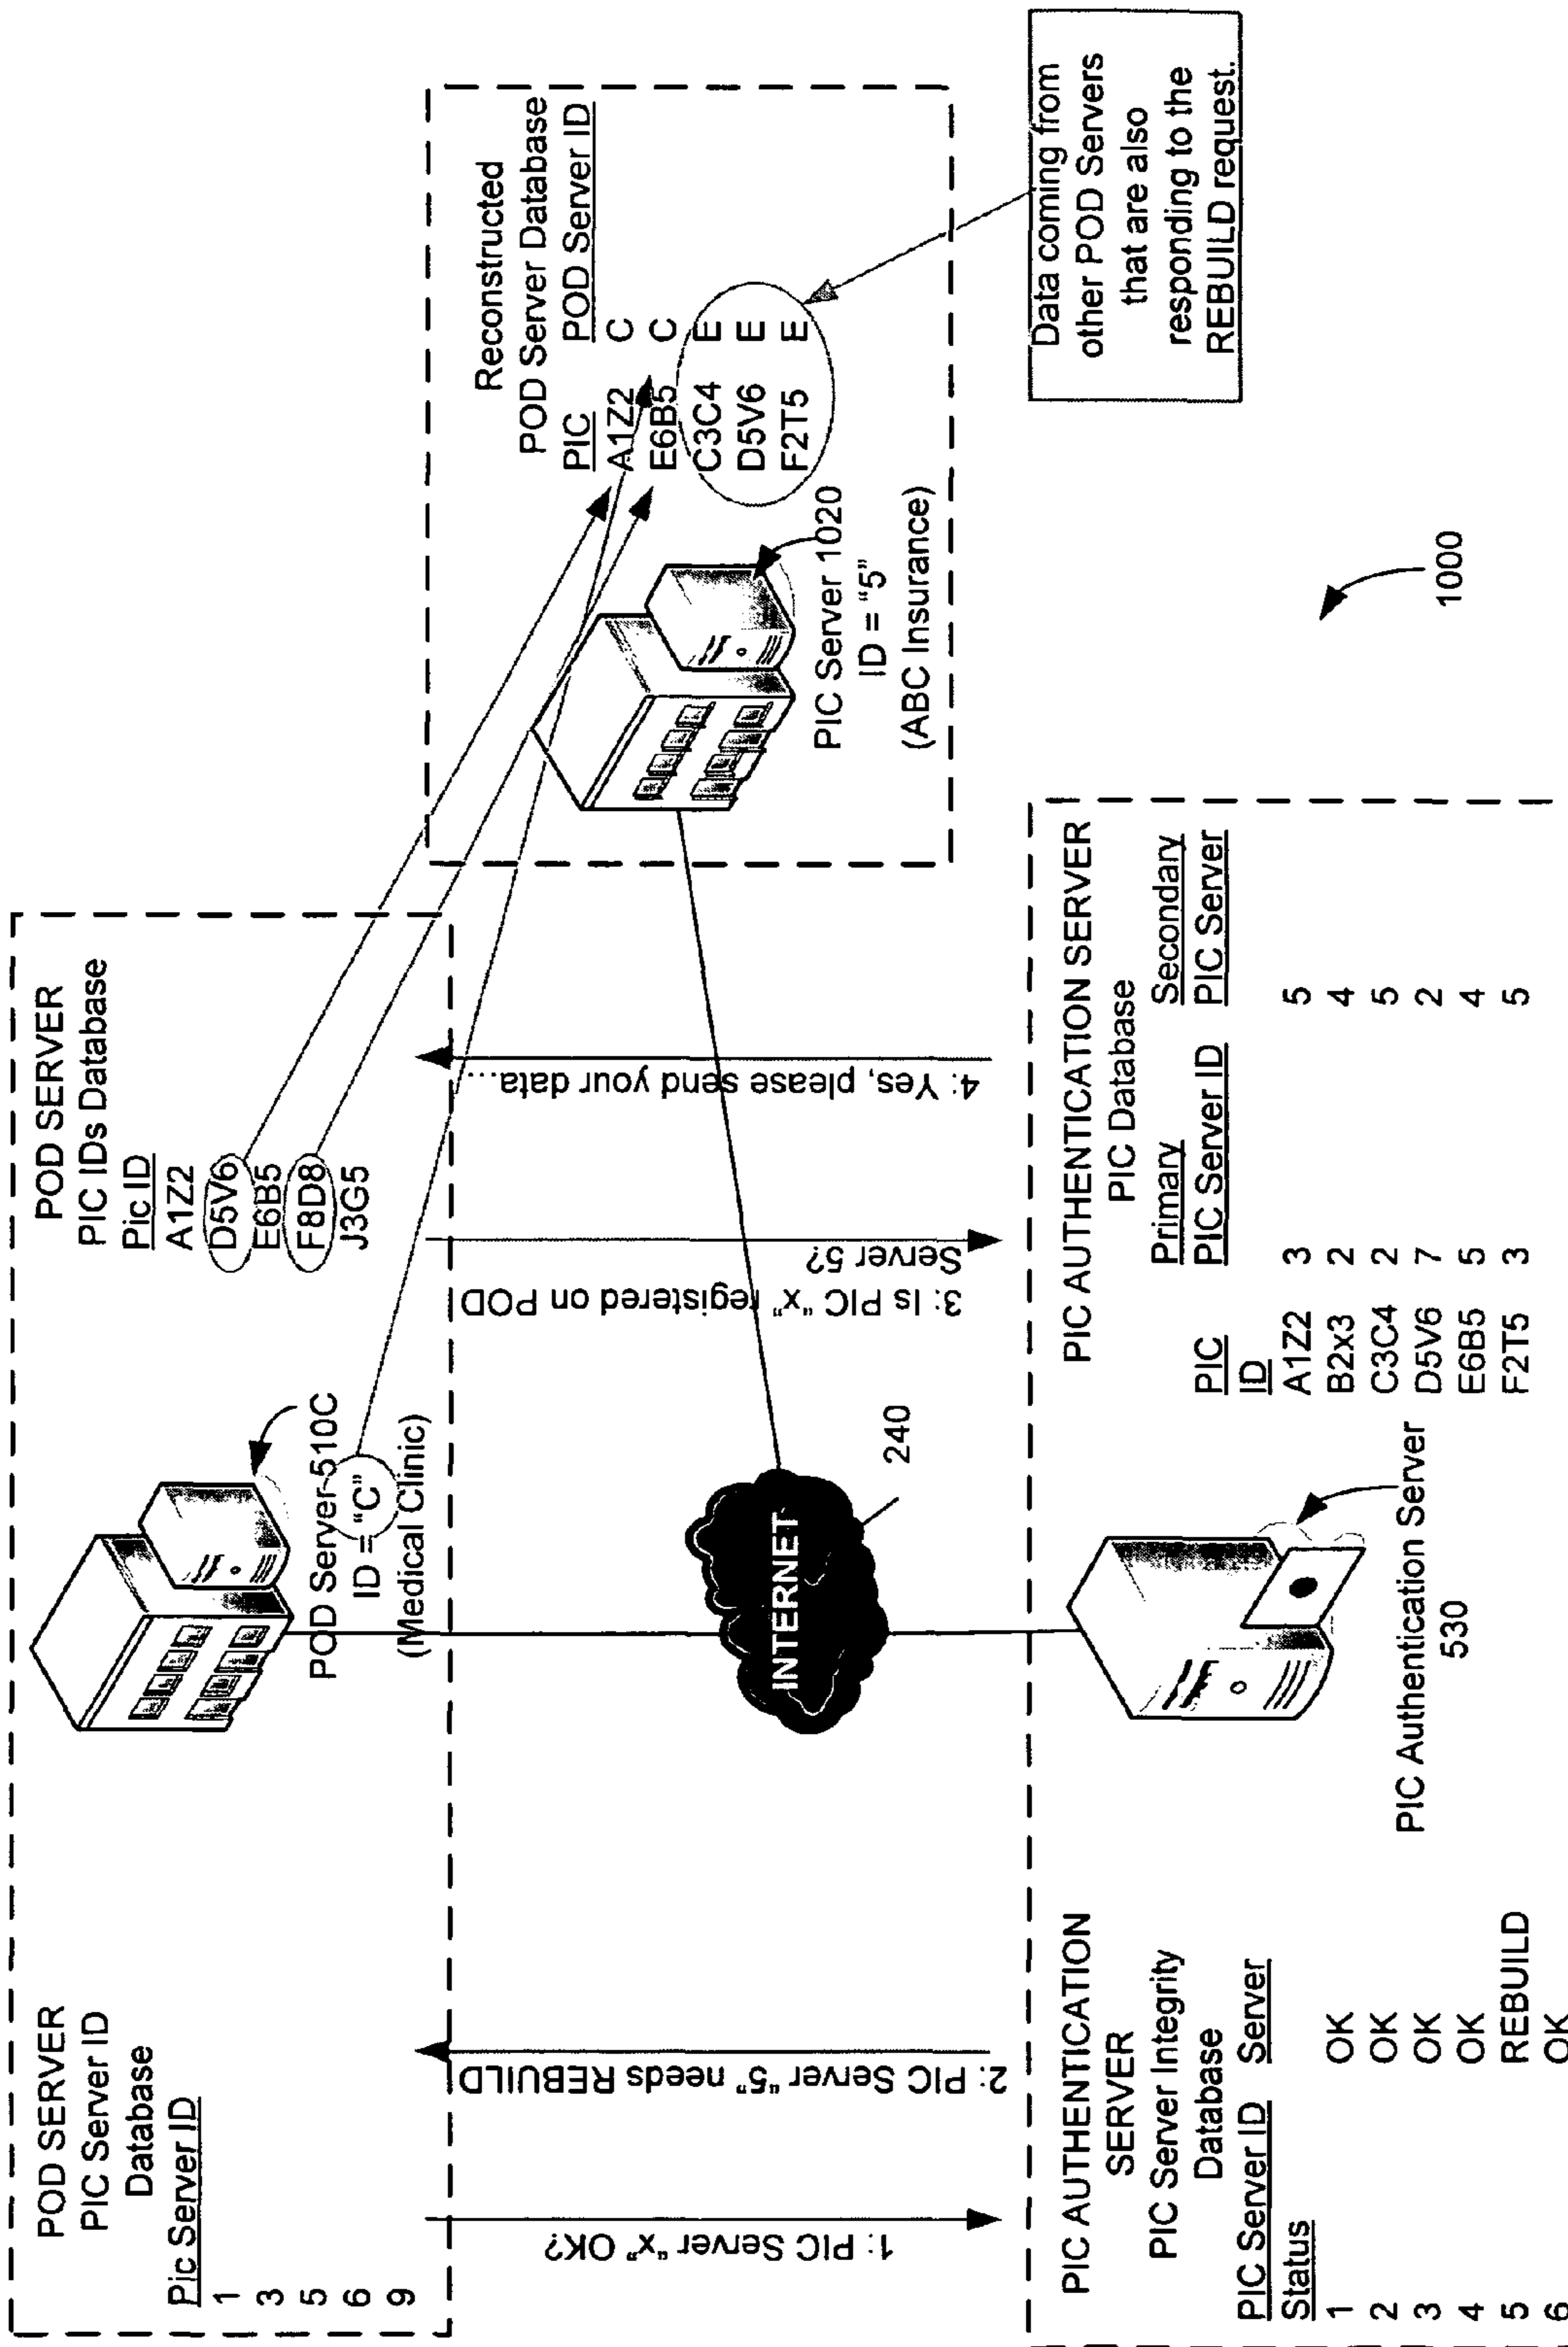 POD SERVER
PIC Server ID
Database
Pic Server ID
1
3
5
6
9
POD Server 510C
ID = "C"
(Medical Clinic)
POD SERVER
PIC IDs Database
Pic ID
A1Z2
D5V6
E6B5
F8D8
J3G5
1: PIC Server "x" OK?
2: PIC Server "5" needs REBUILD
3: Is PIC "x" registered on POD
Server 5?
4: Yes, please send your data...
INTERNET
240
Reconstructed
POD Server Database
PIC POD Server ID
A1Z2 C
E6B5 C
C3C4 E
D5V6 E
F2T5 E
PIC Server 1020
ID = "5"
(ABC Insurance)
Data coming from
other POD Servers
that are also
responding to the
REBUILD request.
PIC AUTHENTICATION
SERVER
PIC Server Integrity
Database
PIC Server ID Server
Status
1 OK
2 OK
3 OK
4 OK
5 REBUILD
6 OK
PIC Authentication Server
530
PIC AUTHENTICATION SERVER
PIC Database
Primary Secondary
PIC PIC Server ID PIC Server
ID
A1Z2 3 5
B2x3 2 4
C3C4 2 5
D5V6 7 2
E6B5 5 4
F2T5 3 5
1000